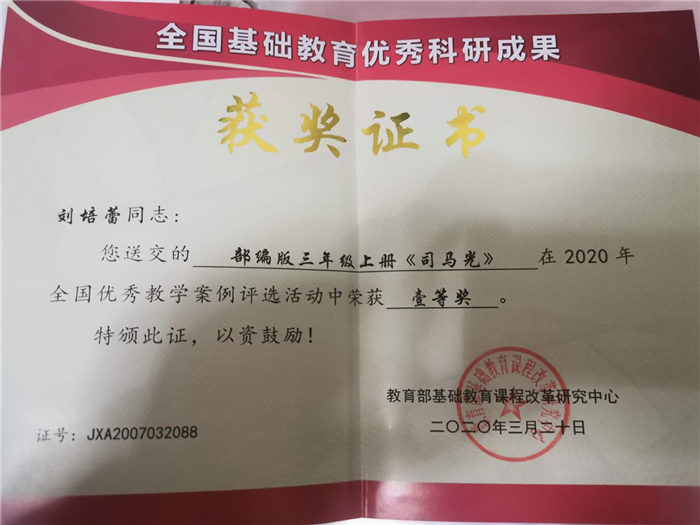 全国基础教育优秀科研成果
获奖证书
刘培蕾同志：
您送交的 部编版三年级上册《司马光》 在 2020 年
全国优秀教学案例评选活动中荣获 壹等奖 。
特颁此证，以资鼓励！
教育部基础教育课程改革研究中心
二〇二〇年三月二十日
证号：JXA2007032088